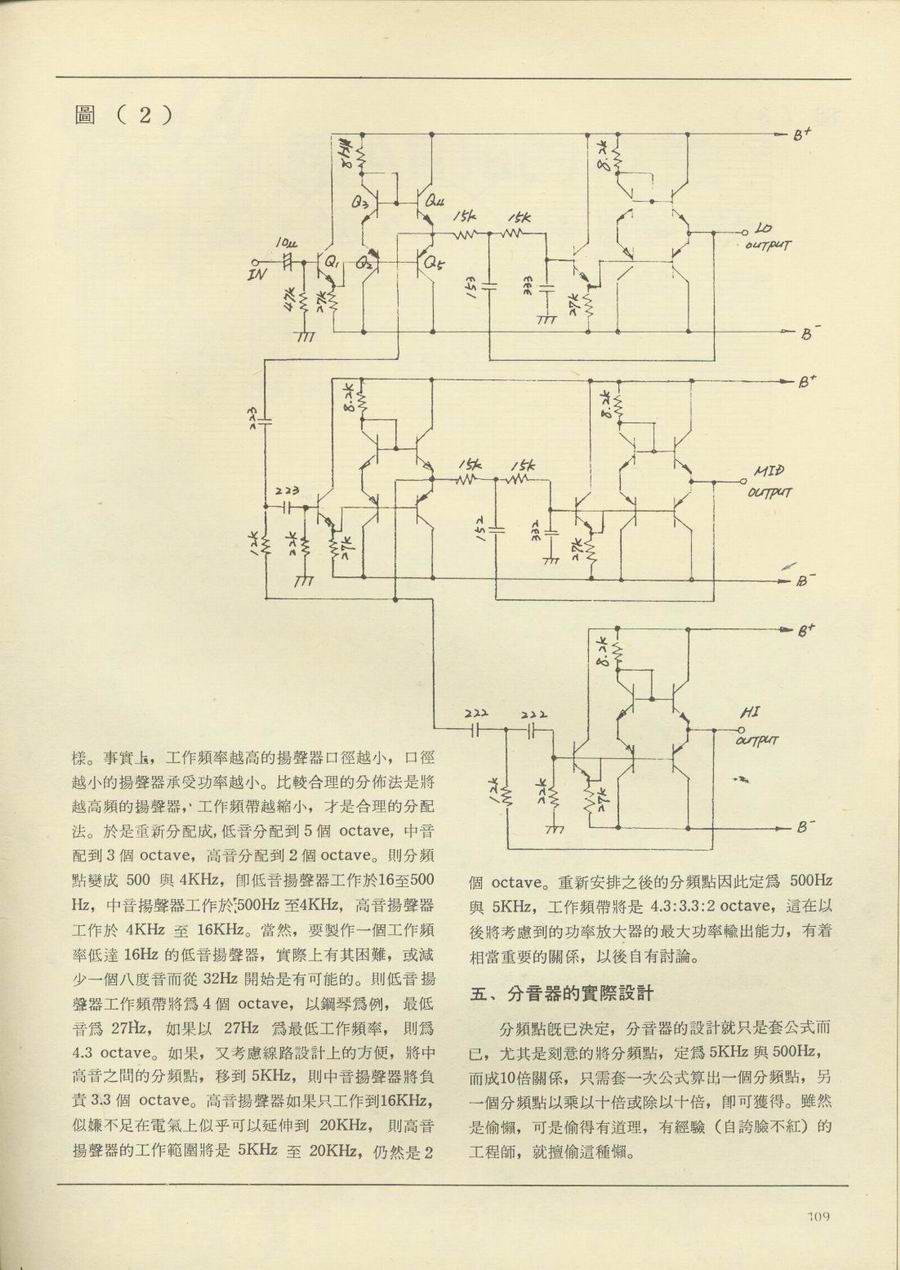 圖 (2)
B+
8.2k
8.2k
Q3
Q4
15k
15k
LO
OUTPUT
10μ
IN
Q1
Q2
Q5
47k
27k
153
333
27k
B-
B+
8.2k
8.2k
223
15k
15k
MID
OUTPUT
223
12k
22k
27k
152
332
27k
B-
B+
8.2k
222
222
HI
OUTPUT
12k
22k
27k
B-
樣。事實上，工作頻率越高的揚聲器口徑越小，口徑
越小的揚聲器承受功率越小。比較合理的分佈法是將
越高頻的揚聲器，工作頻帶越縮小，才是合理的分配
法。於是重新分配成，低音分配到5個 octave，中音
配到3個 octave，高音分配到2個octave。則分頻
點變成 500 與 4KHz，卽低音揚聲器工作於16至500
Hz，中音揚聲器工作於500Hz 至4KHz，高音揚聲器
工作於 4KHz 至 16KHz。當然，要製作一個工作頻
率低達 16Hz 的低音揚聲器，實際上有其困難，或減
少一個八度音而從 32Hz 開始是有可能的。則低音揚
聲器工作頻帶將爲4個 octave，以鋼琴爲例，最低
音爲 27Hz，如果以 27Hz 爲最低工作頻率，則爲
4.3 octave。如果，又考慮線路設計上的方便，將中
高音之間的分頻點，移到 5KHz，則中音揚聲器將負
責 3.3 個 octave。高音揚聲器如果只工作到16KHz，
似嫌不足在電氣上似乎可以延伸到 20KHz，則高音
揚聲器的工作範圍將是 5KHz 至 20KHz，仍然是2
個 octave。重新安排之後的分頻點因此定爲 500Hz
與 5KHz，工作頻帶將是 4.3:3.3:2 octave，這在以
後將考慮到的功率放大器的最大功率輸出能力，有着
相當重要的關係，以後自有討論。
五、分音器的實際設計
分頻點旣已決定，分音器的設計就只是套公式而
已，尤其是刻意的將分頻點，定爲5KHz 與500Hz，
而成10倍關係，只需套一次公式算出一個分頻點，另
一個分頻點以乘以十倍或除以十倍，卽可獲得。雖然
是偷懶，可是偷得有道理，有經驗（自誇臉不紅）的
工程師，就擅偷這種懶。
109